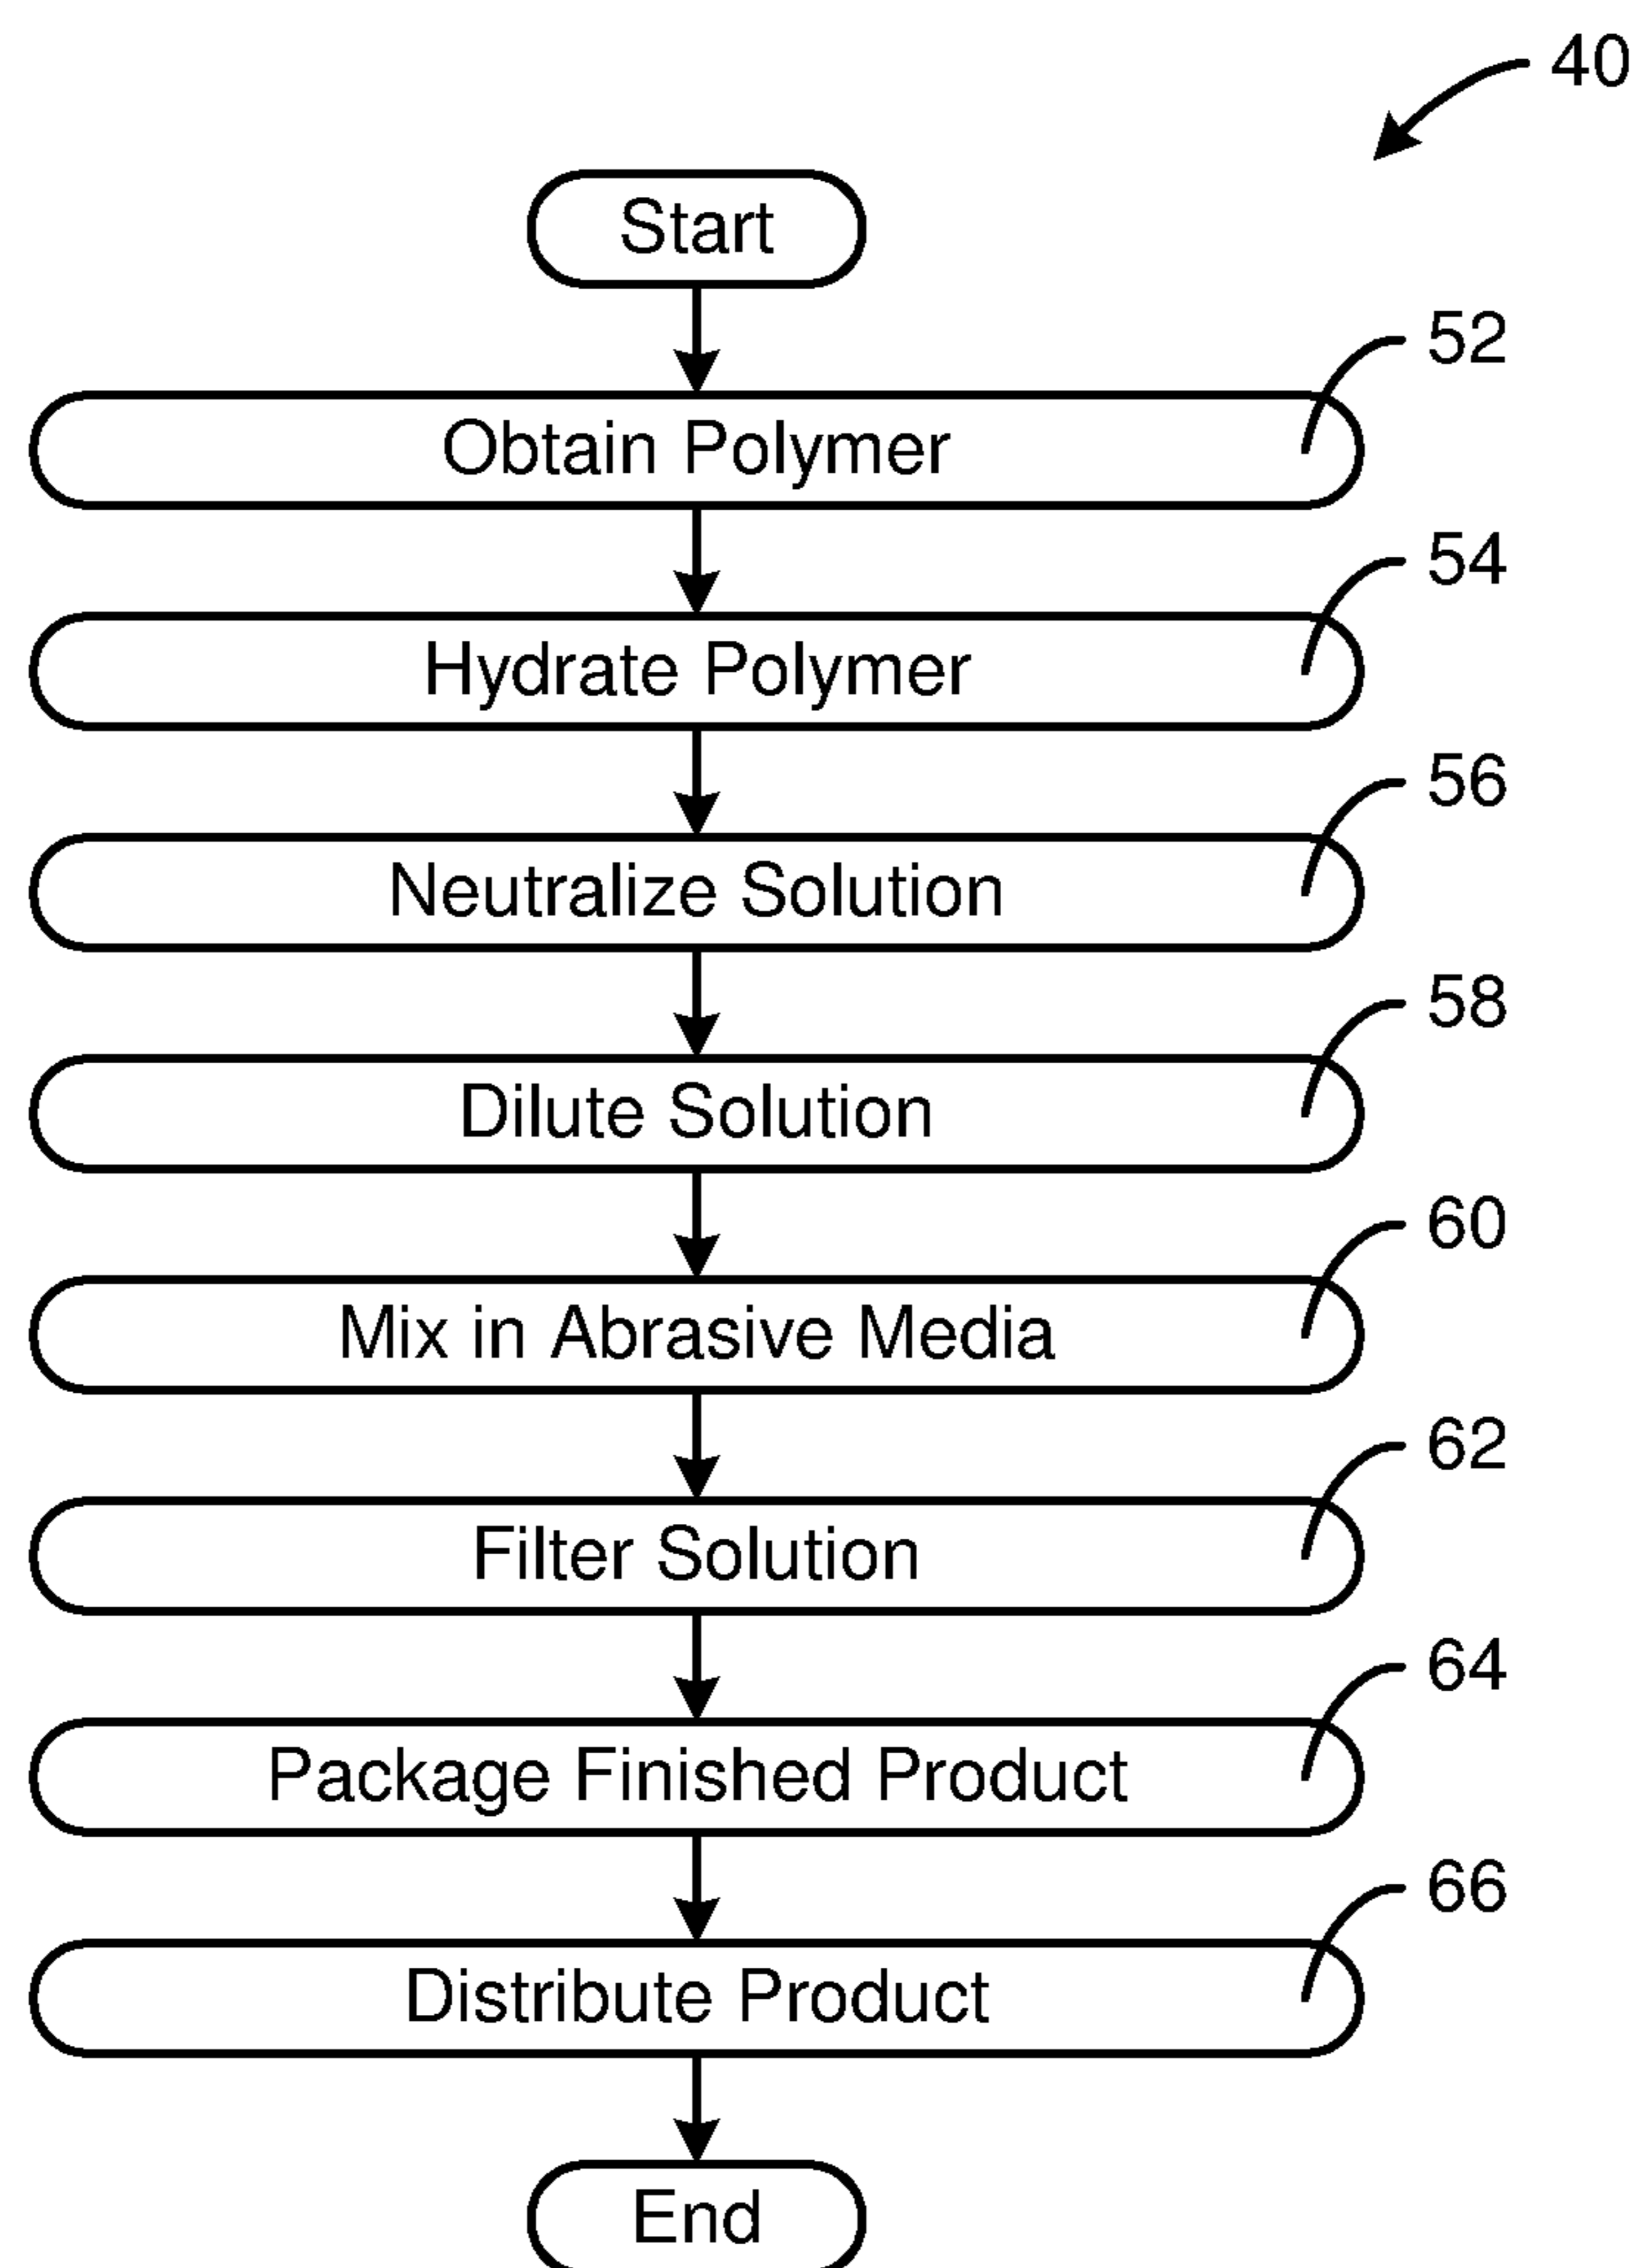 40
Start
52
Obtain Polymer
54
Hydrate Polymer
56
Neutralize Solution
58
Dilute Solution
60
Mix in Abrasive Media
62
Filter Solution
64
Package Finished Product
66
Distribute Product
End